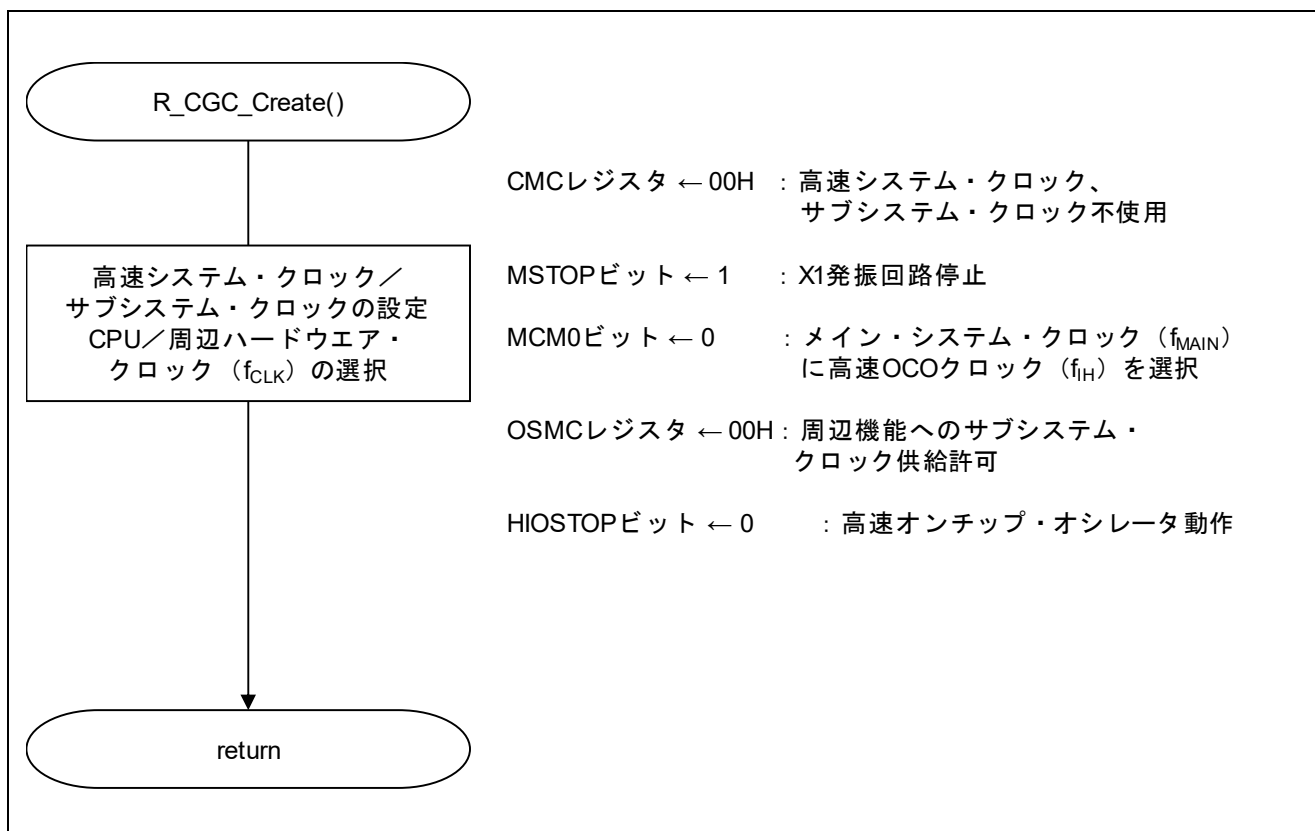 R_CGC_Create()
CMCレジスタ ← 00H ： 高速システム・クロック、
サブシステム・クロック不使用
高速システム・クロック／
サブシステム・クロックの設定
CPU／周辺ハードウエア・
クロック（fCLK）の選択
MSTOPビット ← 1 ： X1発振回路停止
MCM0ビット ← 0 ： メイン・システム・クロック（fMAIN）
に高速OCOクロック（fIH）を選択
OSMCレジスタ ← 00H： 周辺機能へのサブシステム・
クロック供給許可
HIOSTOPビット ← 0 ： 高速オンチップ・オシレータ動作
return